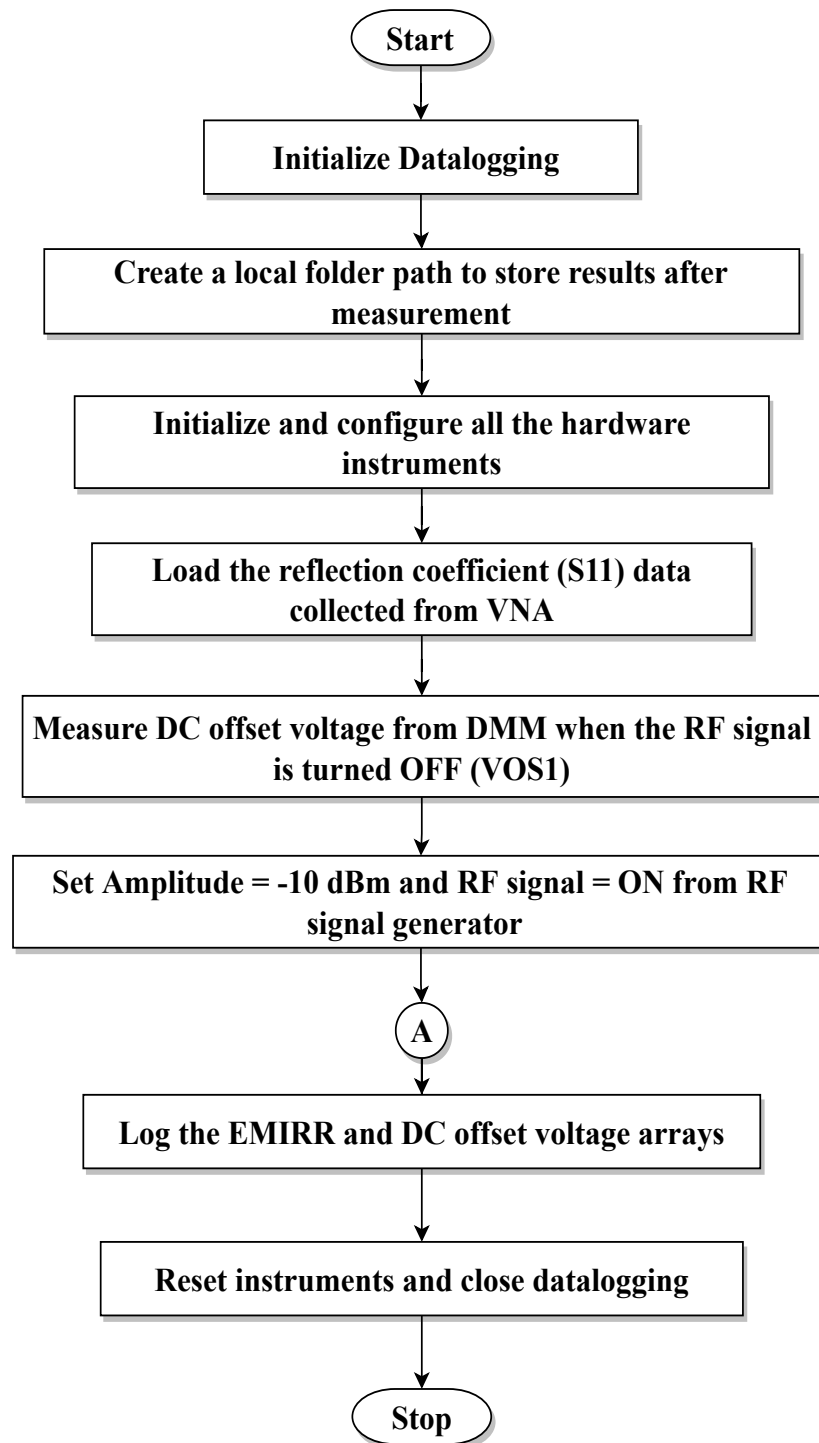 Start
Initialize Datalogging
Create a local folder path to store results after
measurement
Initialize and configure all the hardware
instruments
Load the reflection coefficient (S11) data
collected from VNA
Measure DC offset voltage from DMM when the RF signal
is turned OFF (VOS1)
Set Amplitude = -10 dBm and RF signal = ON from RF
signal generator
A
Log the EMIRR and DC offset voltage arrays
Reset instruments and close datalogging
Stop